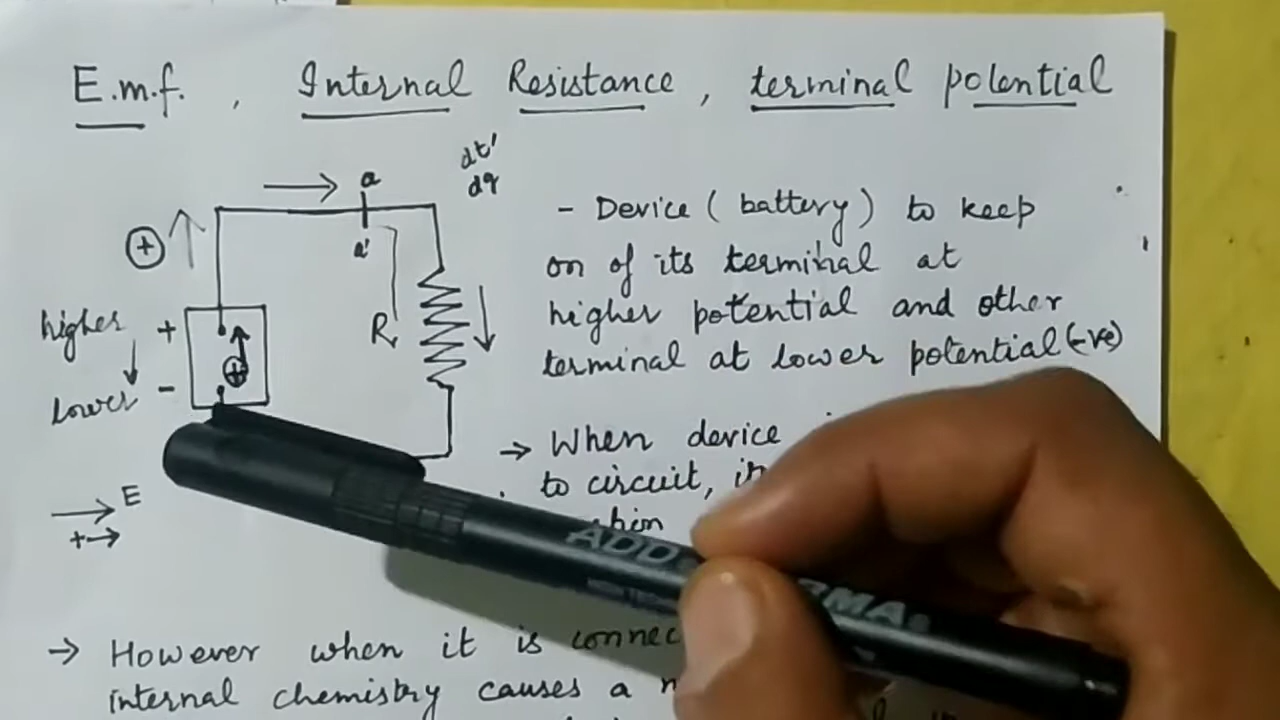 E.m.f. , Internal Resistance, terminal potential
dt'
dq
a
a'
+
higher
+
lower
-
+
R
E
+
- Device (battery) to keep
on of its terminal at
higher potential and other
terminal at lower potential (-ve)
→ When device
to circuit,
→ However when it is
internal chemistry causes a
ADD